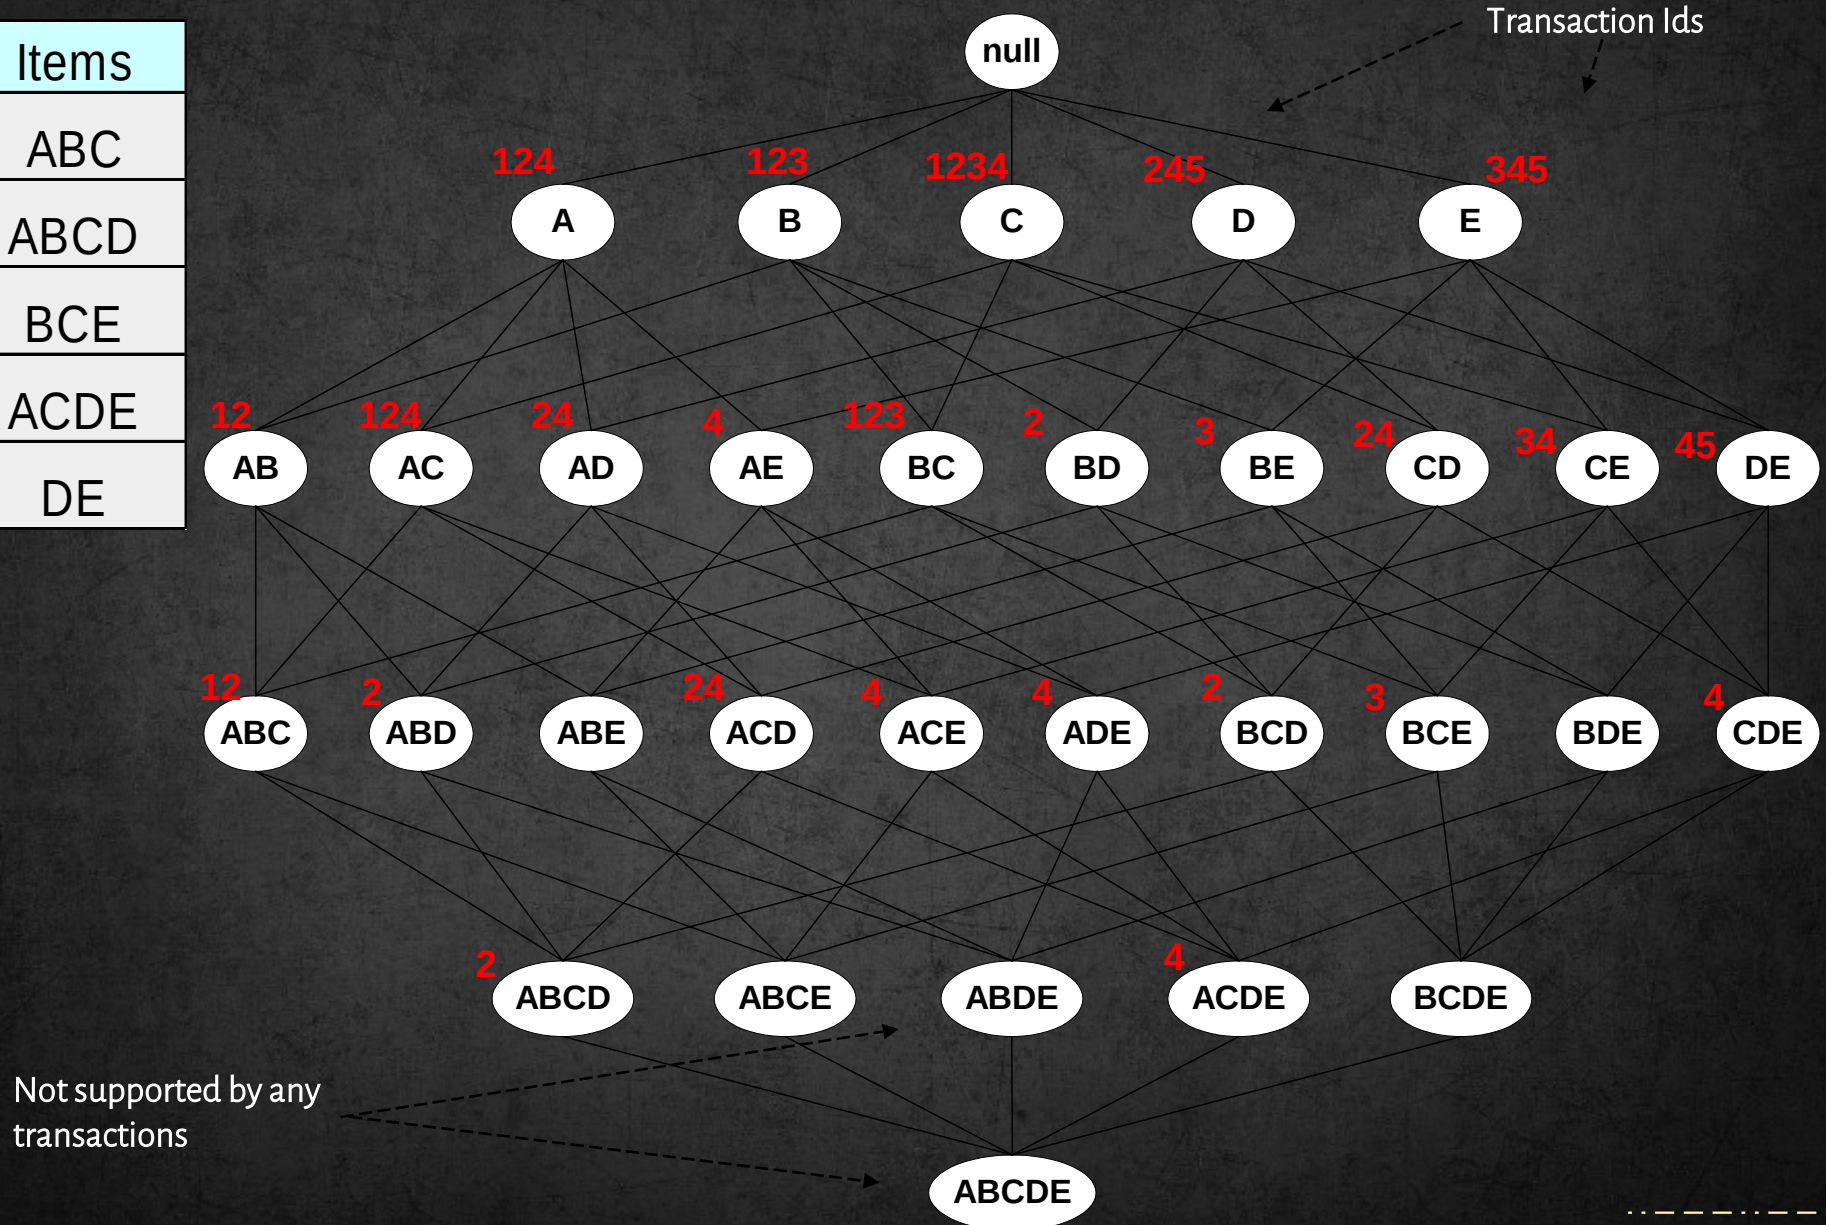 Transaction Ids
Items
ABC
ABCD
BCE
ACDE
DE
null
124
123
1234
245
345
A
B
C
D
E
12
124
24
4
123
2
3
24
34
45
AB
AC
AD
AE
BC
BD
BE
CD
CE
DE
12
2
24
4
4
2
3
4
ABC
ABD
ABE
ACD
ACE
ADE
BCD
BCE
BDE
CDE
2
4
ABCD
ABCE
ABDE
ACDE
BCDE
Not supported by any
transactions
ABCDE